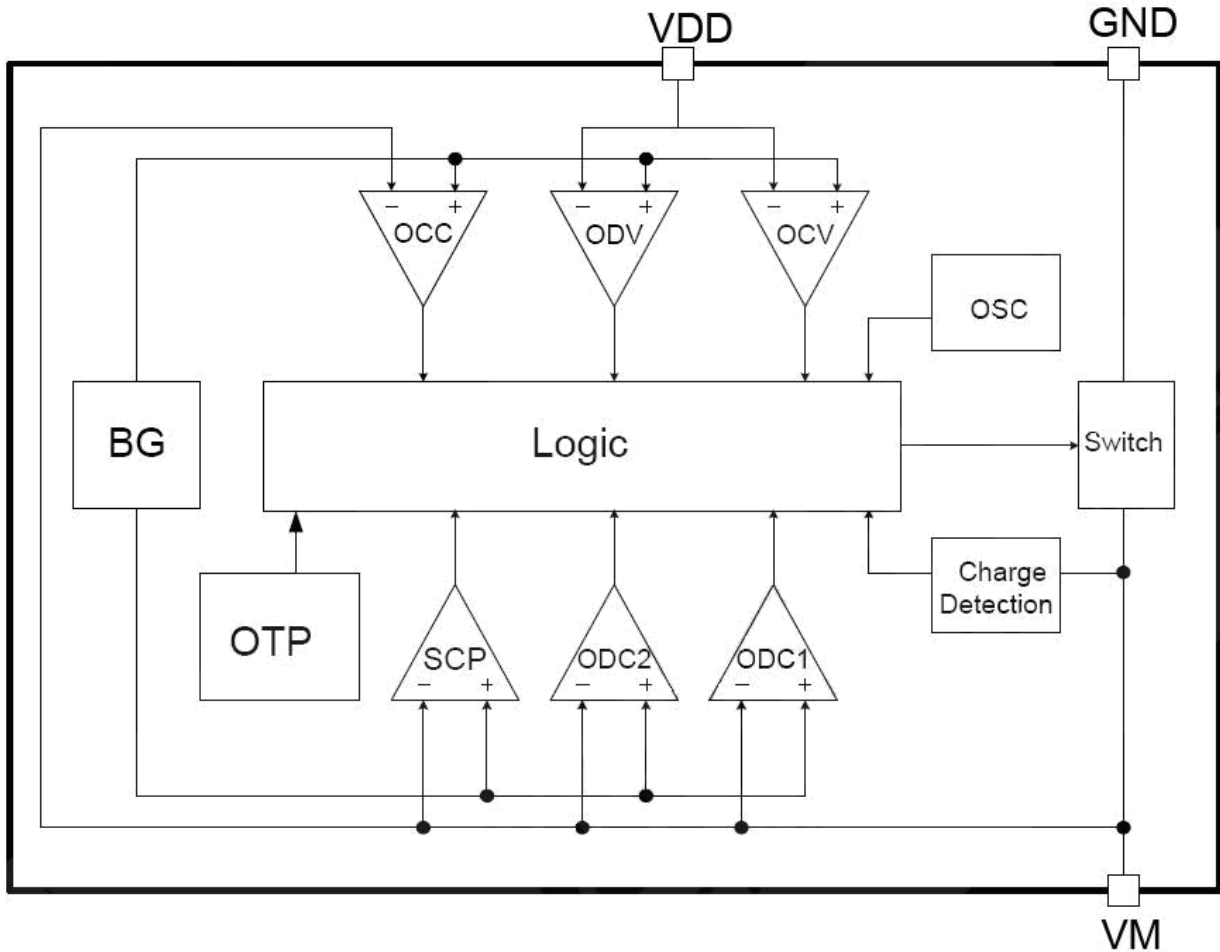 VDD
GND
- +
OCC
- +
ODV
- +
OCV
OSC
BG
Logic
Switch
OTP
SCP
- +
ODC2
- +
ODC1
- +
Charge
Detection
VM